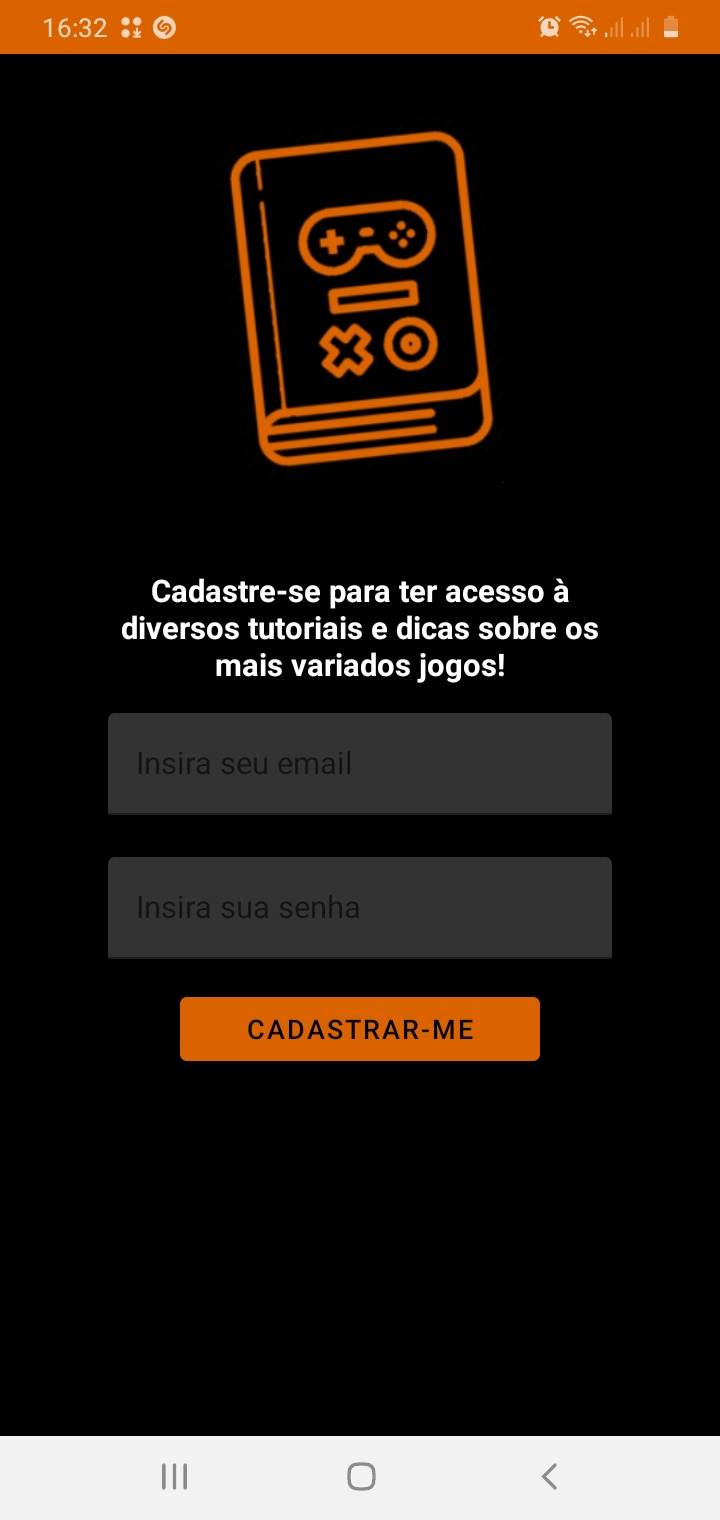 16:32
Cadastre-se para ter acesso à
diversos tutoriais e dicas sobre os
mais variados jogos!
Insira seu email
Insira sua senha
CADASTRAR-ME